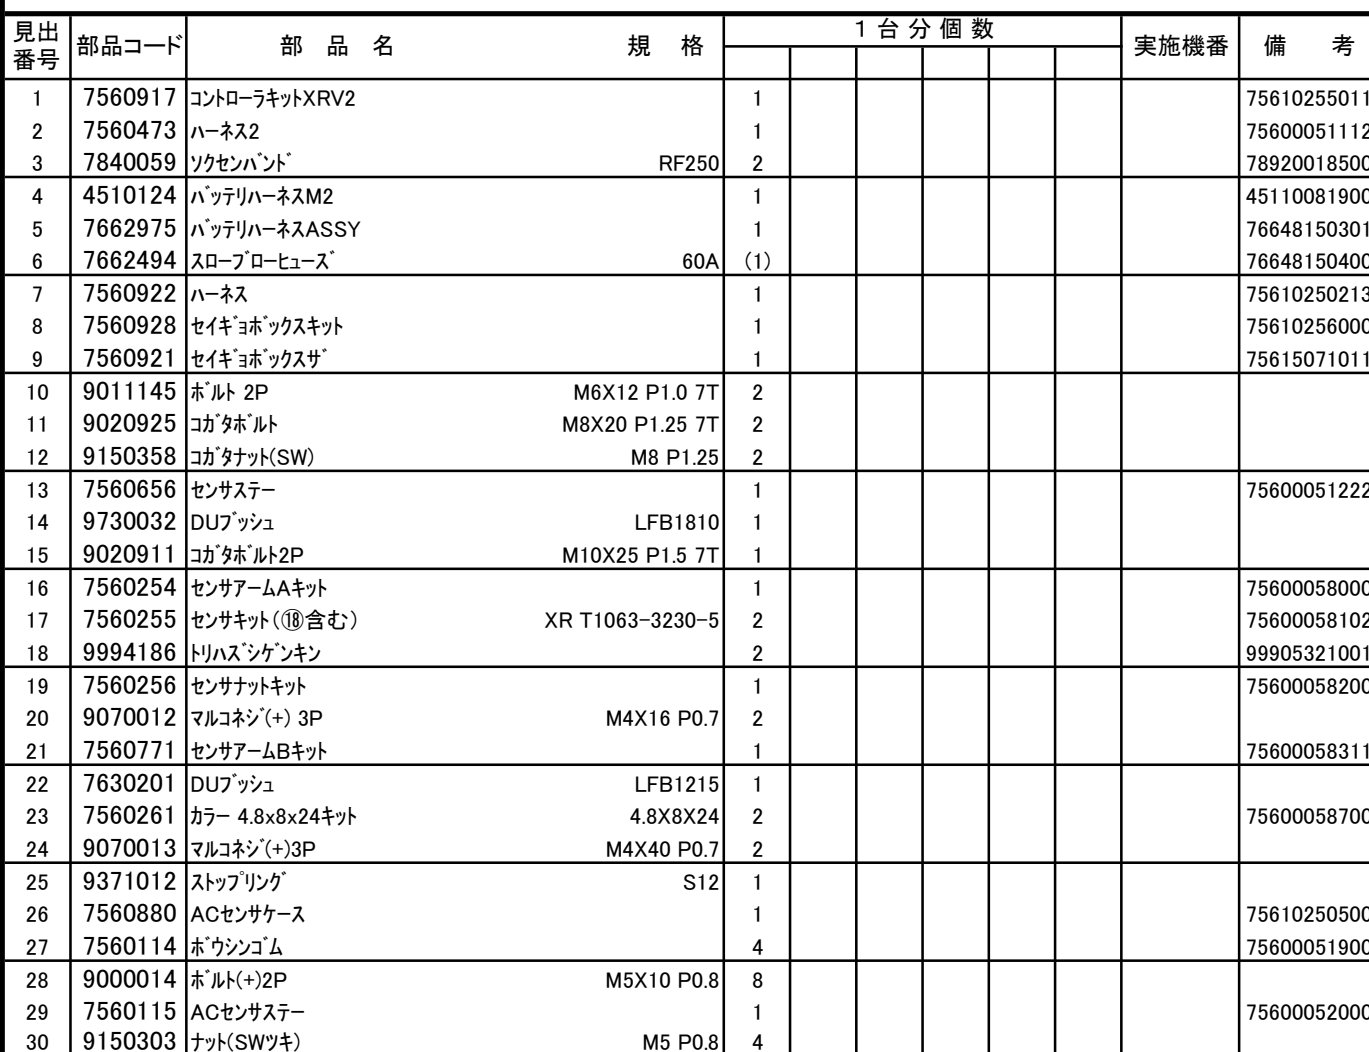 見出番号 部品コード 部 品 名 規 格 1 台 分 個 数 実施機番 備 考
1 7560917 コントローラキットXRV2 1 75610255011
2 7560473 ハーネス2 1 75600051112
3 7840059 ソクセンバンド RF250 2 78920018500
4 4510124 バッテリハーネスM2 1 45110081900
5 7662975 バッテリハーネスASSY 1 76648150301
6 7662494 スローブローヒューズ 60A (1) 76648150400
7 7560922 ハーネス 1 75610250213
8 7560928 セイギョボックスキット 1 75610256000
9 7560921 セイギョボックスザ 1 75615071011
10 9011145 ボルト 2P M6X12 P1.0 7T 2
11 9020925 コガタボルト M8X20 P1.25 7T 2
12 9150358 コガタナット(SW) M8 P1.25 2
13 7560656 センサステー 1 75600051222
14 9730032 DUブッシュ LFB1810 1
15 9020911 コガタボルト2P M10X25 P1.5 7T 1
16 7560254 センサアームAキット 1 75600058000
17 7560255 センサキット(⑱含む) XR T1063-3230-5 2 75600058102
18 9994186 トリハズシゲンキン 2 99905321001
19 7560256 センサナットキット 1 75600058200
20 9070012 マルコネジ(+) 3P M4X16 P0.7 2
21 7560771 センサアームBキット 1 75600058311
22 7630201 DUブッシュ LFB1215 1
23 7560261 カラー 4.8x8x24キット 4.8X8X24 2 75600058700
24 9070013 マルコネジ(+)3P M4X40 P0.7 2
25 9371012 ストップリング S12 1
26 7560880 ACセンサケース 1 75610250500
27 7560114 ボウシンゴム 4 75600051900
28 9000014 ボルト(+)2P M5X10 P0.8 8
29 7560115 ACセンサステー 1 75600052000
30 9150303 ナット(SWツキ) M5 P0.8 4